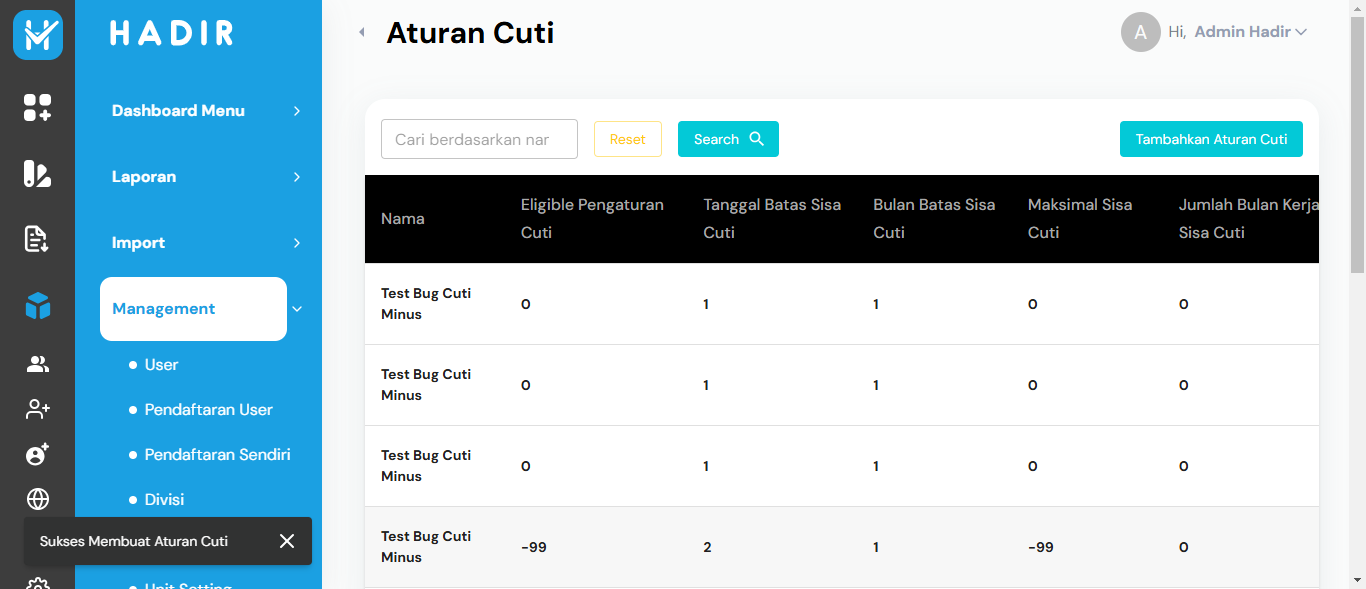 HADIR
Aturan Cuti
A
Hi, Admin Hadir
Dashboard Menu
Laporan
Import
Management
User
Pendaftaran User
Pendaftaran Sendiri
Divisi
Unit Setting
Sukses Membuat Aturan Cuti
Cari berdasarkan nar
Reset
Search
Tambahkan Aturan Cuti
Nama
Eligible Pengaturan
Cuti
Tanggal Batas Sisa
Cuti
Bulan Batas Sisa
Cuti
Maksimal Sisa
Cuti
Jumlah Bulan Kerja
Sisa Cuti
Test Bug Cuti
Minus
0
1
1
0
0
Test Bug Cuti
Minus
0
1
1
0
0
Test Bug Cuti
Minus
0
1
1
0
0
Test Bug Cuti
Minus
-99
2
1
-99
0